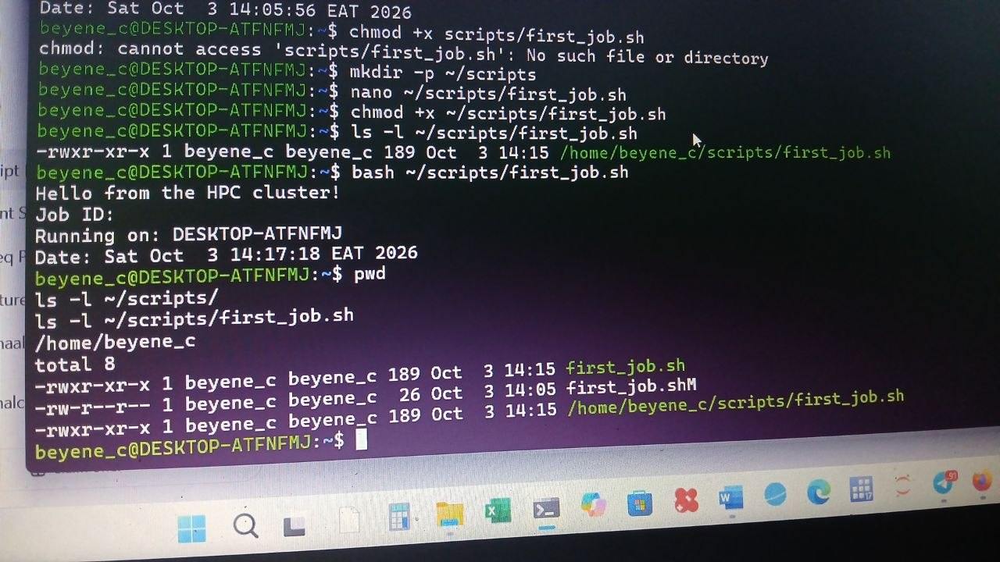 Date: Sat Oct  3 14:05:56 EAT 2026
beyene_c@DESKTOP-ATFNFMJ:~$ chmod +x scripts/first_job.sh
chmod: cannot access 'scripts/first_job.sh': No such file or directory
beyene_c@DESKTOP-ATFNFMJ:~$ mkdir -p ~/scripts
beyene_c@DESKTOP-ATFNFMJ:~$ nano ~/scripts/first_job.sh
beyene_c@DESKTOP-ATFNFMJ:~$ chmod +x ~/scripts/first_job.sh
beyene_c@DESKTOP-ATFNFMJ:~$ ls -l ~/scripts/first_job.sh
-rwxr-xr-x 1 beyene_c beyene_c 189 Oct  3 14:15 /home/beyene_c/scripts/first_job.sh
beyene_c@DESKTOP-ATFNFMJ:~$ bash ~/scripts/first_job.sh
Hello from the HPC cluster!
Job ID:
Running on: DESKTOP-ATFNFMJ
Date: Sat Oct  3 14:17:18 EAT 2026
beyene_c@DESKTOP-ATFNFMJ:~$ pwd
ls -l ~/scripts/
ls -l ~/scripts/first_job.sh
/home/beyene_c
total 8
-rwxr-xr-x 1 beyene_c beyene_c 189 Oct  3 14:15 first_job.sh
-rw-r--r-- 1 beyene_c beyene_c  26 Oct  3 14:05 first_job.shM
-rwxr-xr-x 1 beyene_c beyene_c 189 Oct  3 14:15 /home/beyene_c/scripts/first_job.sh
beyene_c@DESKTOP-ATFNFMJ:~$
91
17